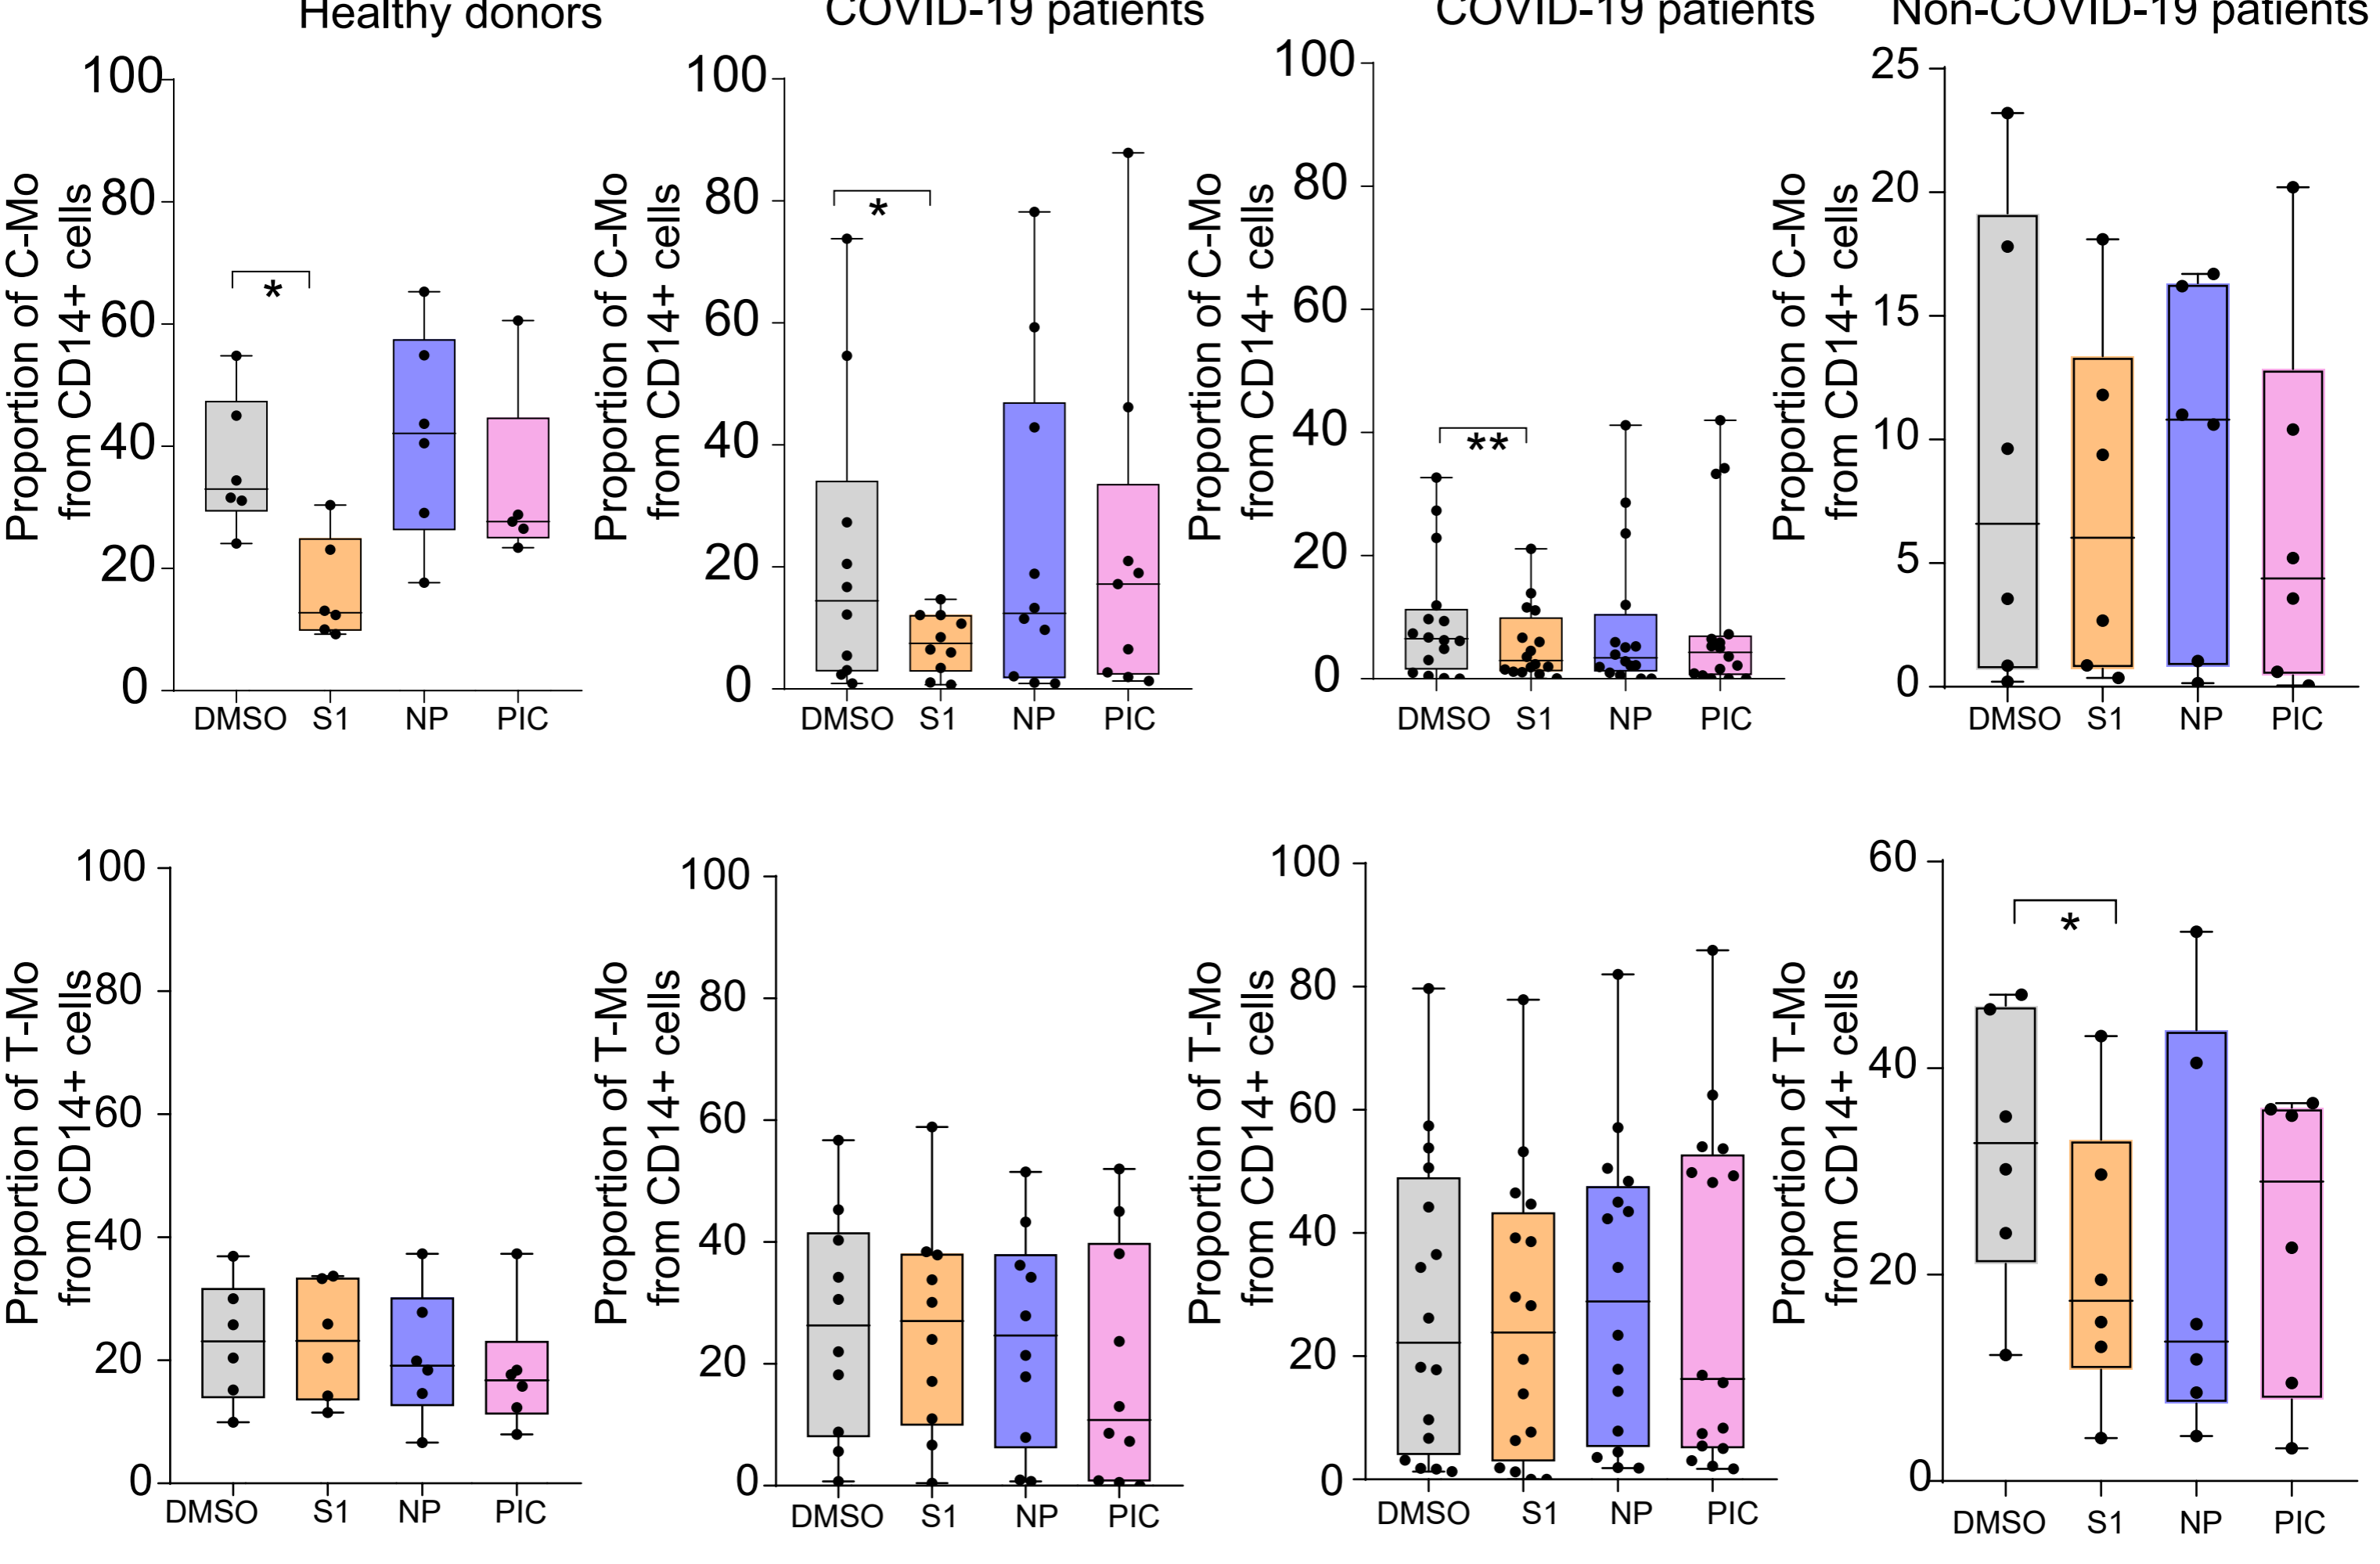 Healthy donors
COVID-19 patients
COVID-19 patients
Non-COVID-19 patients
Proportion of C-Mo
from CD14+ cells
100
80
60
40
20
0
*
DMSO S1 NP PIC
Proportion of C-Mo
from CD14+ cells
100
80
60
40
20
0
*
DMSO S1 NP PIC
Proportion of C-Mo
from CD14+ cells
100
80
60
40
20
0
**
DMSO S1 NP PIC
Proportion of C-Mo
from CD14+ cells
25
20
15
10
5
0
DMSO S1 NP PIC
Proportion of T-Mo
from CD14+ cells
100
80
60
40
20
0
DMSO S1 NP PIC
Proportion of T-Mo
from CD14+ cells
100
80
60
40
20
0
DMSO S1 NP PIC
Proportion of T-Mo
from CD14+ cells
100
80
60
40
20
0
DMSO S1 NP PIC
Proportion of T-Mo
from CD14+ cells
60
40
20
0
*
DMSO S1 NP PIC